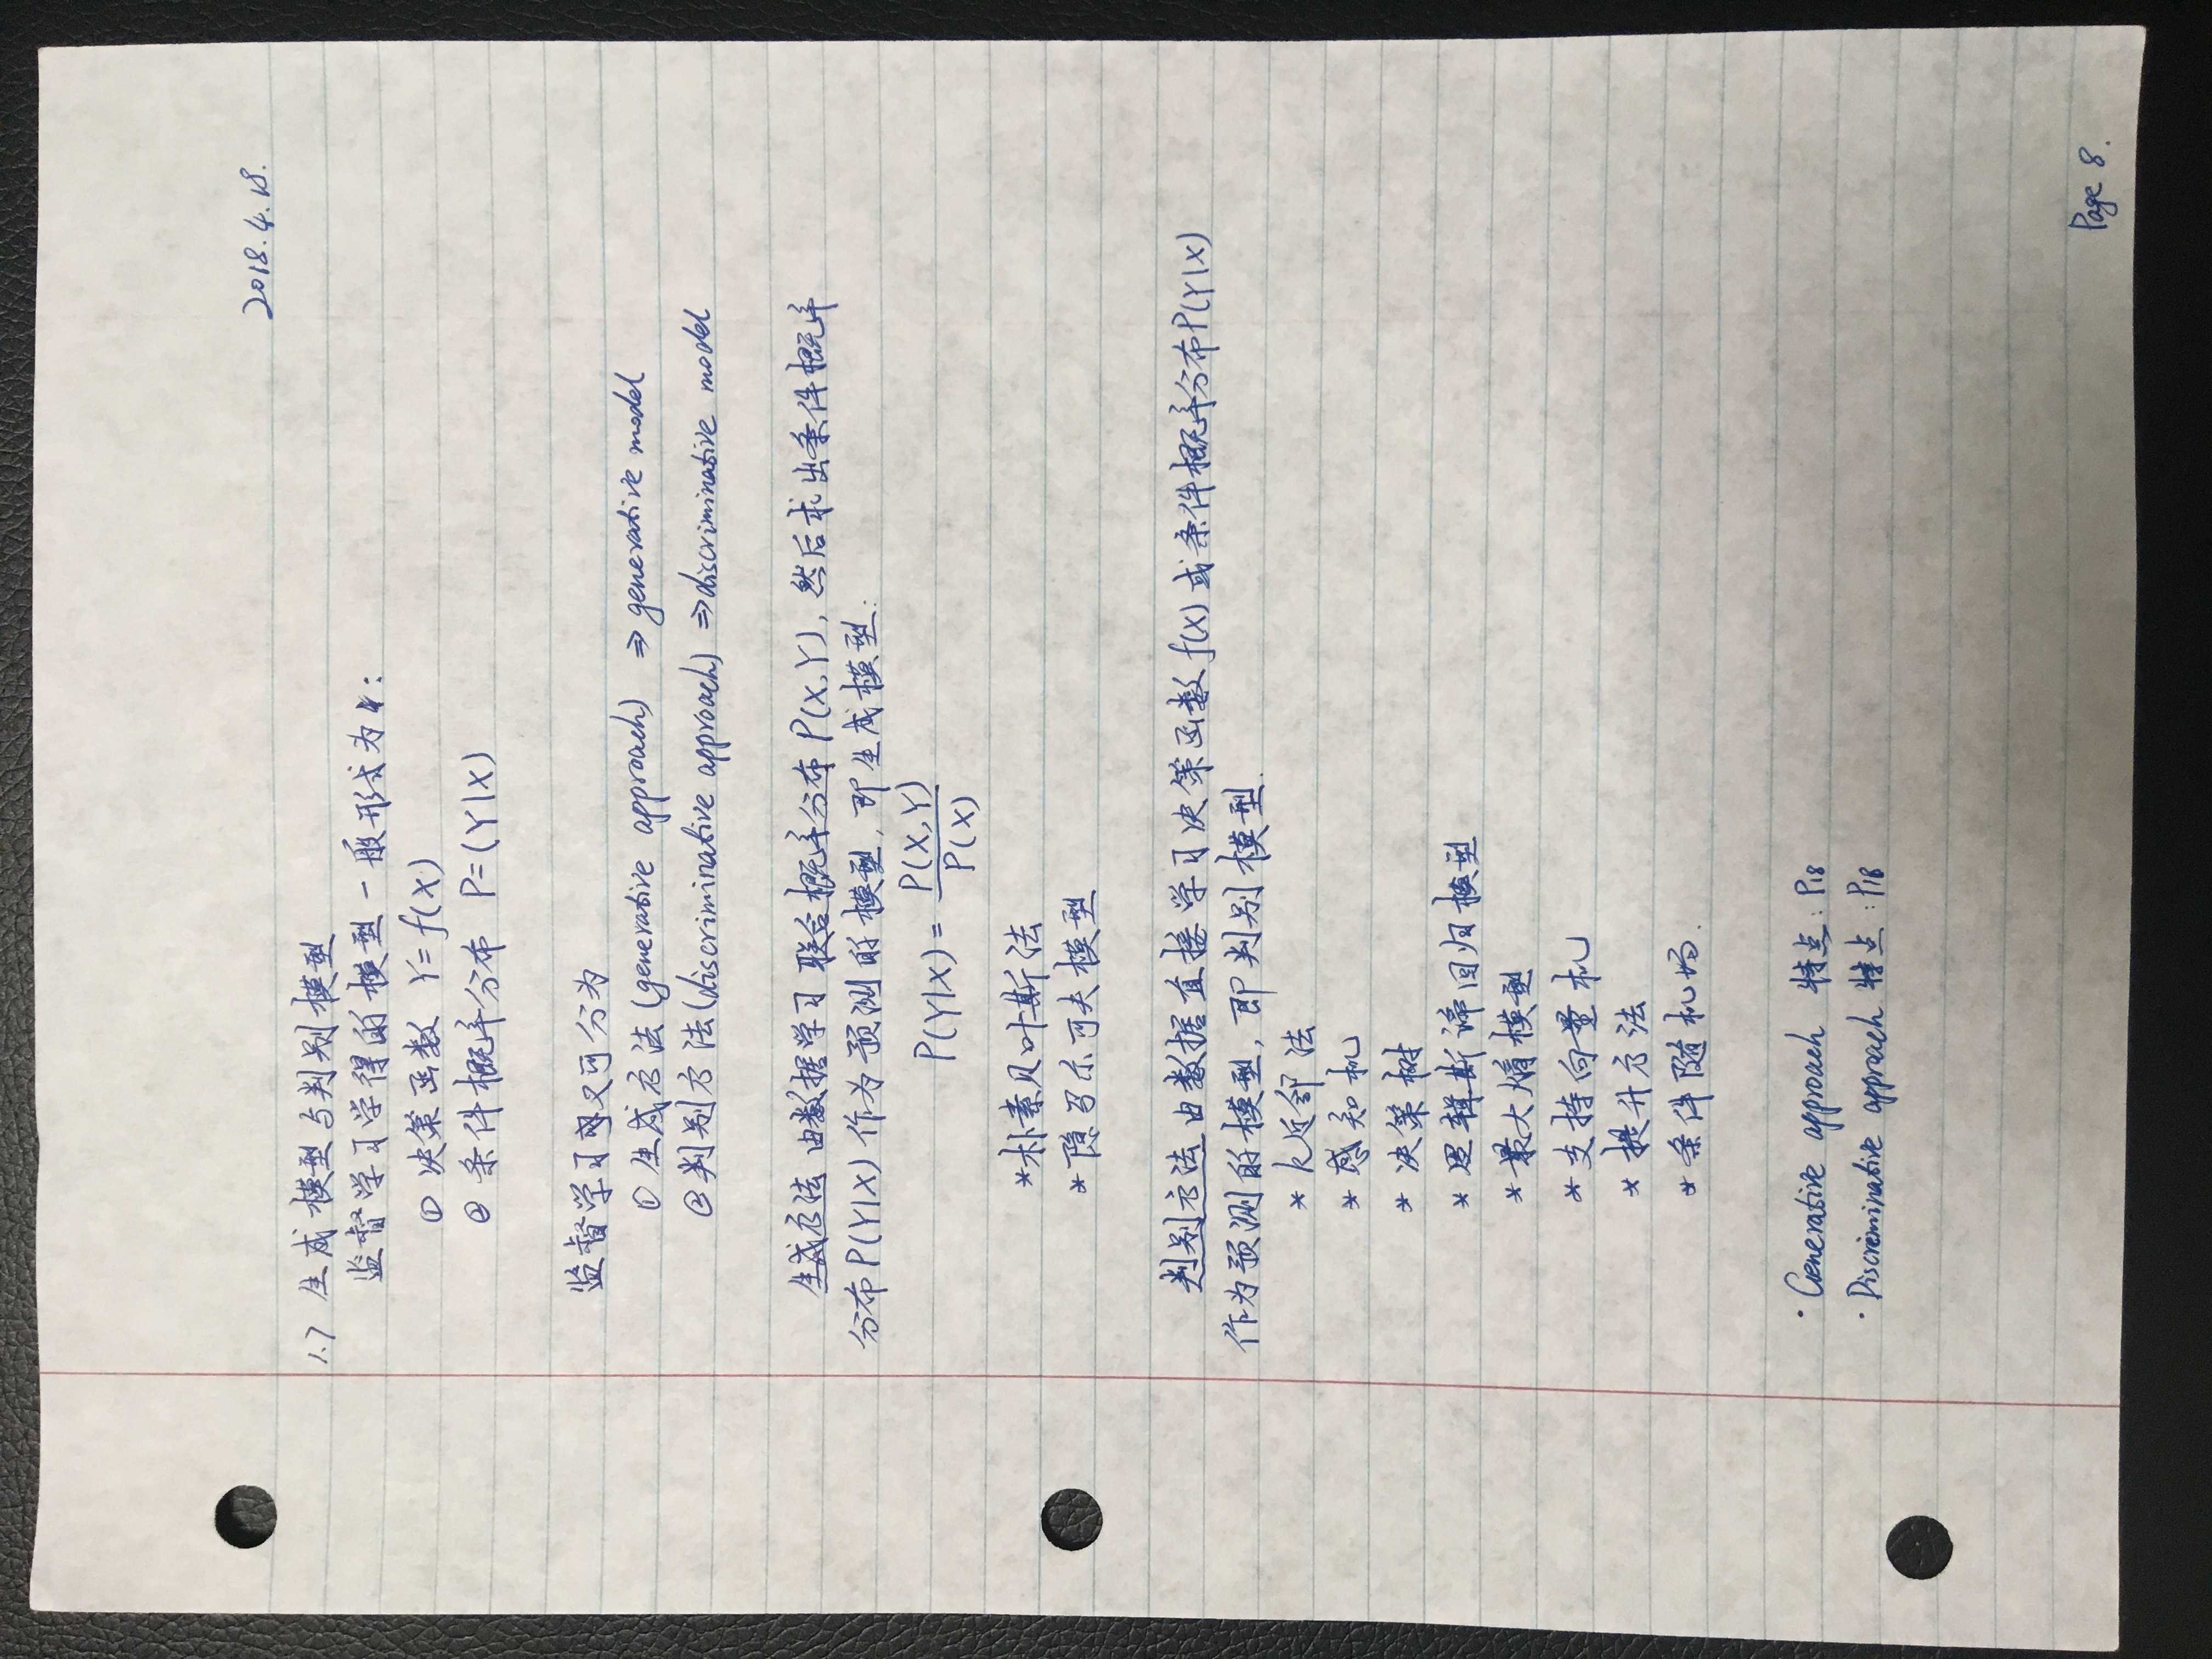 2018.4.18.
1.7 生成模型与判别模型
监督学习学得的模型一般形式为:
① 决策函数 Y=f(X)
② 条件概率分布 P=(Y|X)
监督学习又可分为
① 生成方法(generative approach) ⇒ generative model
② 判别方法(discriminative approach) ⇒ discriminative model
生成方法由数据学习联合概率分布P(X,Y), 然后求出条件概率
分布P(Y|X)作为预测的模型, 即生成模型:
P(Y|X) = P(X,Y) / P(X)
*朴素贝叶斯法
*隐马尔可夫模型
判别方法由数据直接学习决策函数f(X)或条件概率分布P(Y|X)
作为预测的模型, 即判别模型.
* k近邻法
* 感知机
* 决策树
* 逻辑斯谛回归模型
* 最大熵模型
* 支持向量机
* 提升方法
* 条件随机场.
· Generative approach 特点: P18
· Discriminative approach 特点: P18
Page 8.